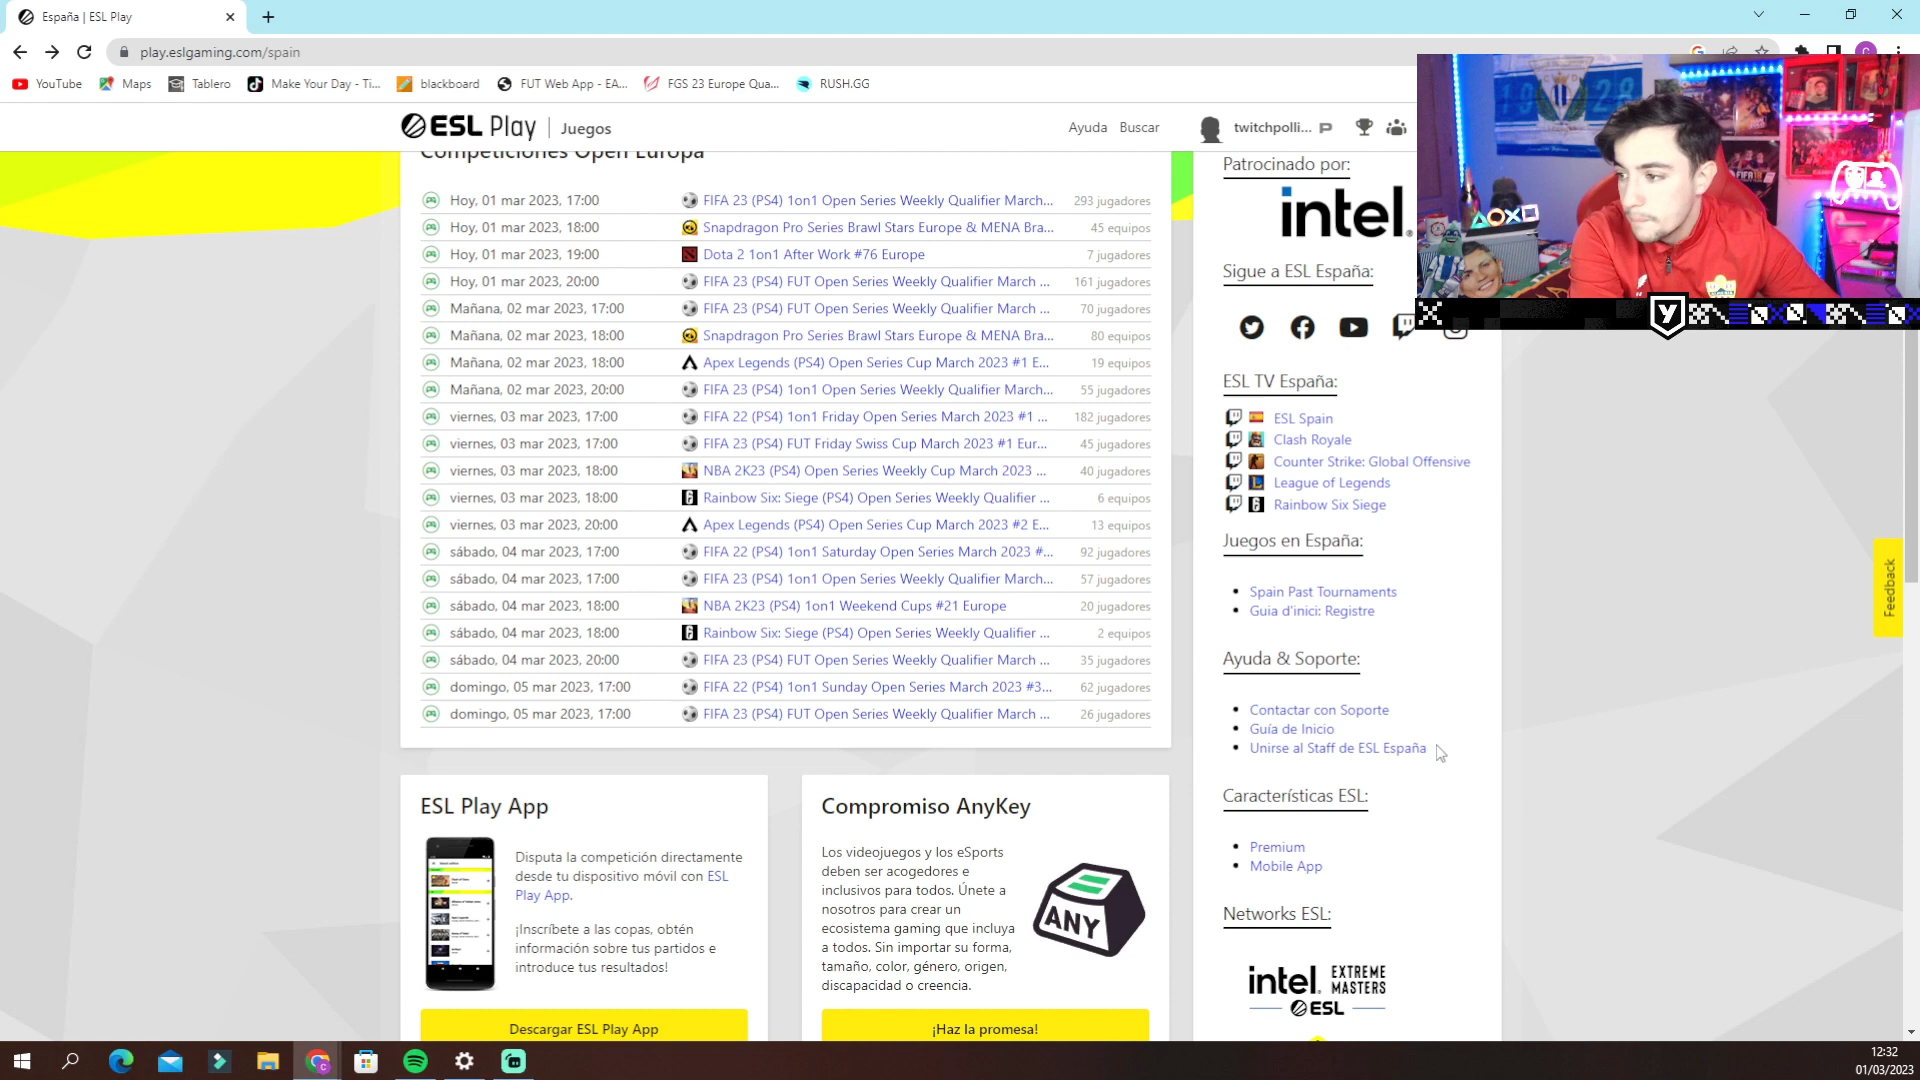 España | ESL Play
play.eslgaming.com/spain
YouTube Maps Tablero Make Your Day - Ti... blackboard FUT Web App - EA... FGS 23 Europe Qua... RUSH.GG
ESL Play Juegos Ayuda Buscar twitchpolli...
Competiciones Open Europa
Hoy, 01 mar 2023, 17:00 FIFA 23 (PS4) 1on1 Open Series Weekly Qualifier March... 293 jugadores
Hoy, 01 mar 2023, 18:00 Snapdragon Pro Series Brawl Stars Europe & MENA Bra... 45 equipos
Hoy, 01 mar 2023, 19:00 Dota 2 1on1 After Work #76 Europe 7 jugadores
Hoy, 01 mar 2023, 20:00 FIFA 23 (PS4) FUT Open Series Weekly Qualifier March ... 161 jugadores
Mañana, 02 mar 2023, 17:00 FIFA 23 (PS4) FUT Open Series Weekly Qualifier March ... 70 jugadores
Mañana, 02 mar 2023, 18:00 Snapdragon Pro Series Brawl Stars Europe & MENA Bra... 80 equipos
Mañana, 02 mar 2023, 18:00 Apex Legends (PS4) Open Series Cup March 2023 #1 E... 19 equipos
Mañana, 02 mar 2023, 20:00 FIFA 23 (PS4) 1on1 Open Series Weekly Qualifier March... 55 jugadores
viernes, 03 mar 2023, 17:00 FIFA 22 (PS4) 1on1 Friday Open Series March 2023 #1 ... 182 jugadores
viernes, 03 mar 2023, 17:00 FIFA 23 (PS4) FUT Friday Swiss Cup March 2023 #1 Eur... 45 jugadores
viernes, 03 mar 2023, 18:00 NBA 2K23 (PS4) Open Series Weekly Cup March 2023 ... 40 jugadores
viernes, 03 mar 2023, 18:00 Rainbow Six: Siege (PS4) Open Series Weekly Qualifier ... 6 equipos
viernes, 03 mar 2023, 20:00 Apex Legends (PS4) Open Series Cup March 2023 #2 E... 13 equipos
sábado, 04 mar 2023, 17:00 FIFA 22 (PS4) 1on1 Saturday Open Series March 2023 #... 92 jugadores
sábado, 04 mar 2023, 17:00 FIFA 23 (PS4) 1on1 Open Series Weekly Qualifier March... 57 jugadores
sábado, 04 mar 2023, 18:00 NBA 2K23 (PS4) 1on1 Weekend Cups #21 Europe 20 jugadores
sábado, 04 mar 2023, 18:00 Rainbow Six: Siege (PS4) Open Series Weekly Qualifier ... 2 equipos
sábado, 04 mar 2023, 20:00 FIFA 23 (PS4) FUT Open Series Weekly Qualifier March ... 35 jugadores
domingo, 05 mar 2023, 17:00 FIFA 22 (PS4) 1on1 Sunday Open Series March 2023 #3... 62 jugadores
domingo, 05 mar 2023, 17:00 FIFA 23 (PS4) FUT Open Series Weekly Qualifier March ... 26 jugadores
ESL Play App
Disputa la competición directamente
desde tu dispositivo móvil con ESL
Play App.
¡Inscríbete a las copas, obtén
información sobre tus partidos e
introduce tus resultados!
Descargar ESL Play App
Compromiso AnyKey
Los videojuegos y los eSports
deben ser acogedores e
inclusivos para todos. Únete a
nosotros para crear un
ecosistema gaming que incluya
a todos. Sin importar su forma,
tamaño, color, género, origen,
discapacidad o creencia.
ANY
¡Haz la promesa!
Patrocinado por:
intel.
Sigue a ESL España:
ESL TV España:
ESL Spain
Clash Royale
Counter Strike: Global Offensive
League of Legends
Rainbow Six Siege
Juegos en España:
Spain Past Tournaments
Guia d'inici: Registre
Ayuda & Soporte:
Contactar con Soporte
Guía de Inicio
Unirse al Staff de ESL España
Características ESL:
Premium
Mobile App
Networks ESL:
intel. EXTREME
MASTERS
ESL
Feedback
1928
Y
12:32
01/03/2023